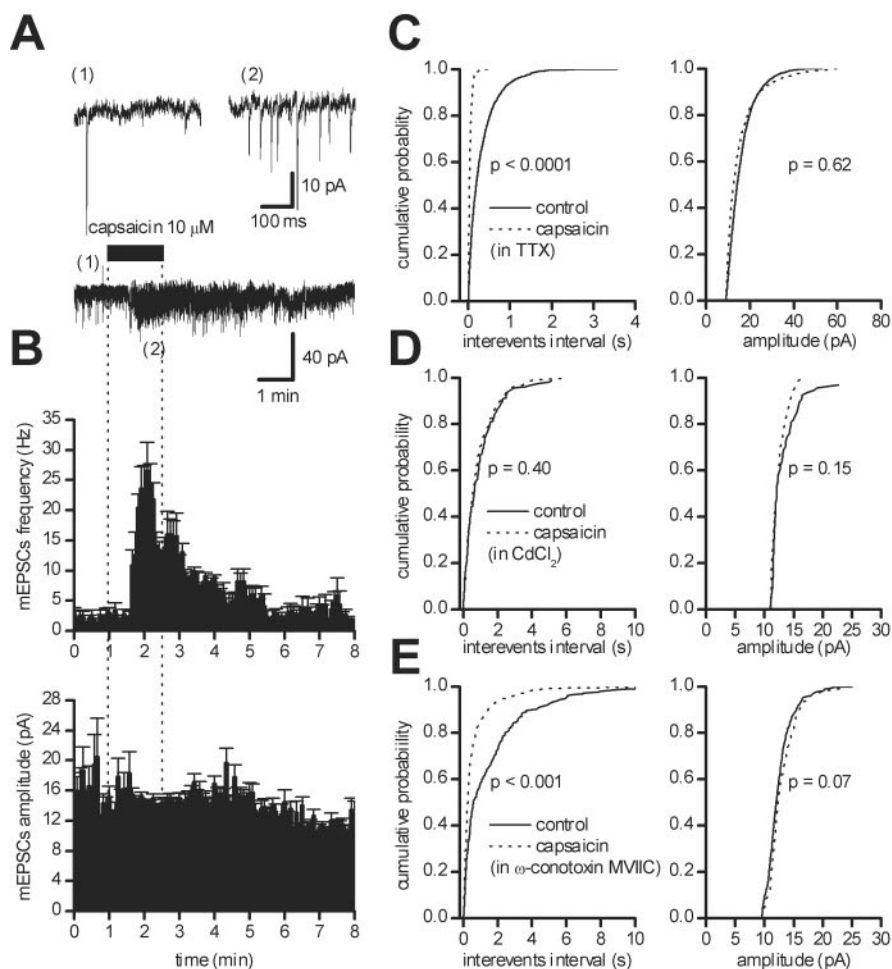 A
(1)
(2)
10 pA
100 ms
capsaicin 10 μM
(1)
(2)
40 pA
1 min
B
35
30
25
20
15
10
5
0
mEPSCs frequency (Hz)
0 1 2 3 4 5 6 7 8
28
24
20
16
12
8
4
0
mEPSCs amplitude (pA)
0 1 2 3 4 5 6 7 8
time (min)
C
cumulative probablity
1.0
0.8
0.6
0.4
0.2
0.0
p < 0.0001
control
capsaicin
(in TTX)
0 1 2 3 4
interevents interval (s)
1.0
0.8
0.6
0.4
0.2
0.0
p = 0.62
0 20 40 60 80
amplitude (pA)
D
cumulative probability
1.0
0.8
0.6
0.4
0.2
0.0
p = 0.40
control
capsaicin
(in CdCl₂)
0 2 4 6 8 10
interevents interval (s)
1.0
0.8
0.6
0.4
0.2
0.0
p = 0.15
0 5 10 15 20 25 30
amplitude (pA)
E
cumulative probability
1.0
0.8
0.6
0.4
0.2
0.0
p < 0.001
control
capsaicin
(in ω-conotoxin MVIIC)
0 2 4 6 8 10
interevents interval (s)
1.0
0.8
0.6
0.4
0.2
0.0
p = 0.07
0 5 10 15 20 25 30
amplitude (pA)